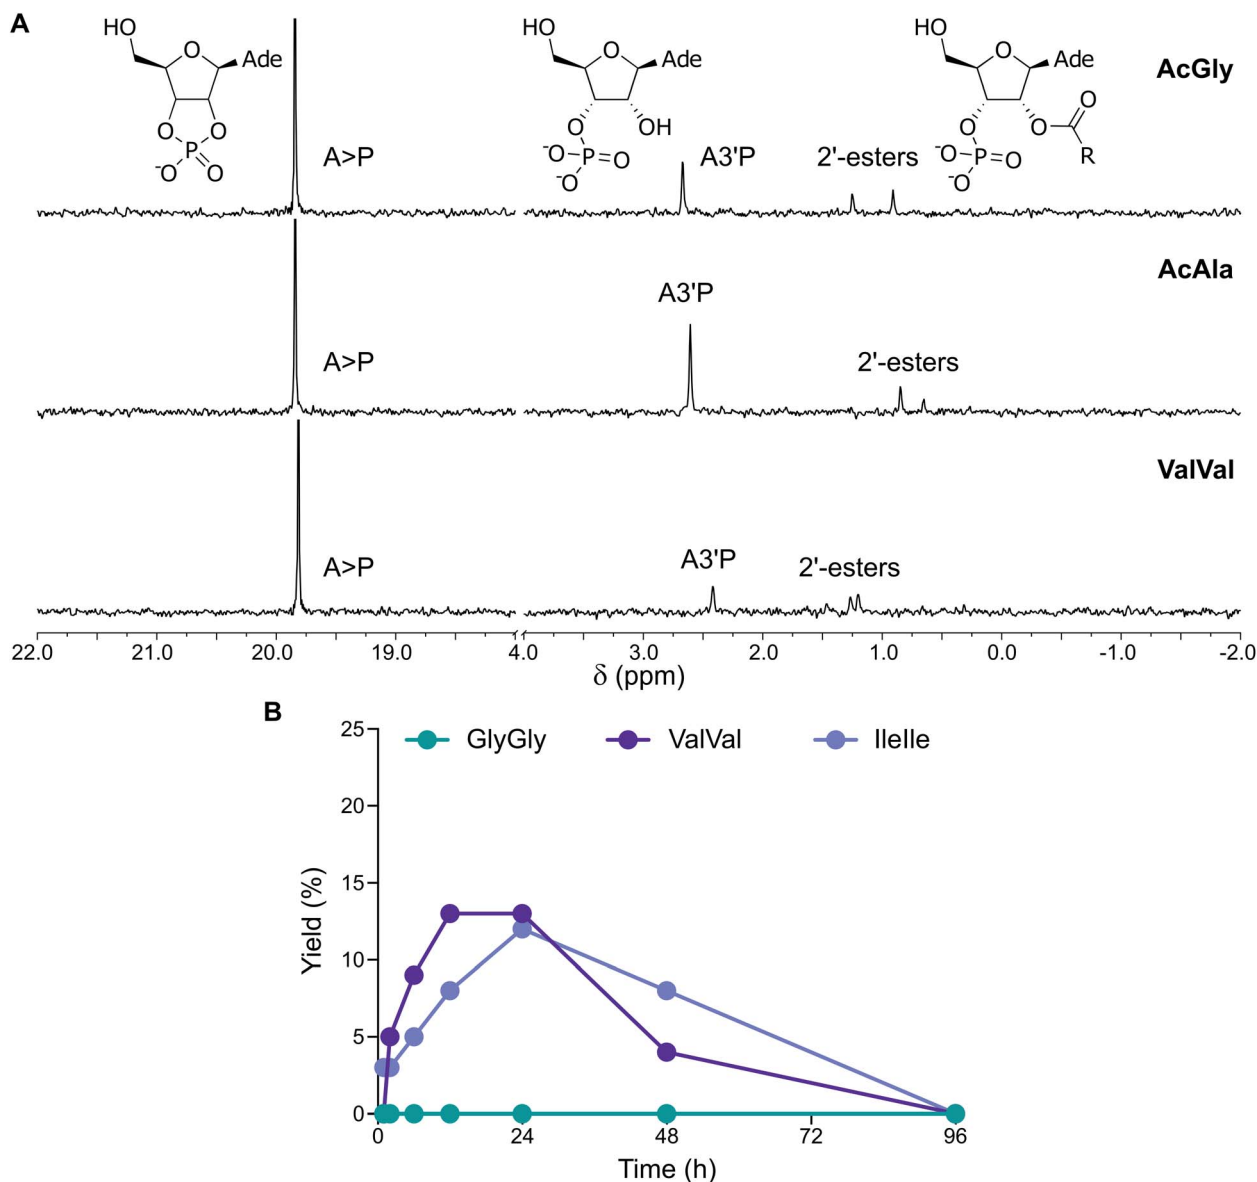 A
HO
O
Ade
O
O
P
⁻O
O
A>P
HO
O
Ade
O
OH
⁻O
P
O
⁻O
A3'P
HO
O
Ade
O
O
O
R
⁻O
P
O
⁻O
2'-esters
AcGly
AcAla
A>P
A3'P
2'-esters
ValVal
A>P
A3'P
2'-esters
22.0 21.0 20.0 19.0 4.0 3.0 2.0 1.0 0.0 -1.0 -2.0
δ (ppm)
B
GlyGly ValVal IleIle
25
20
15
10
5
0
Yield (%)
0 24 48 72 96
Time (h)